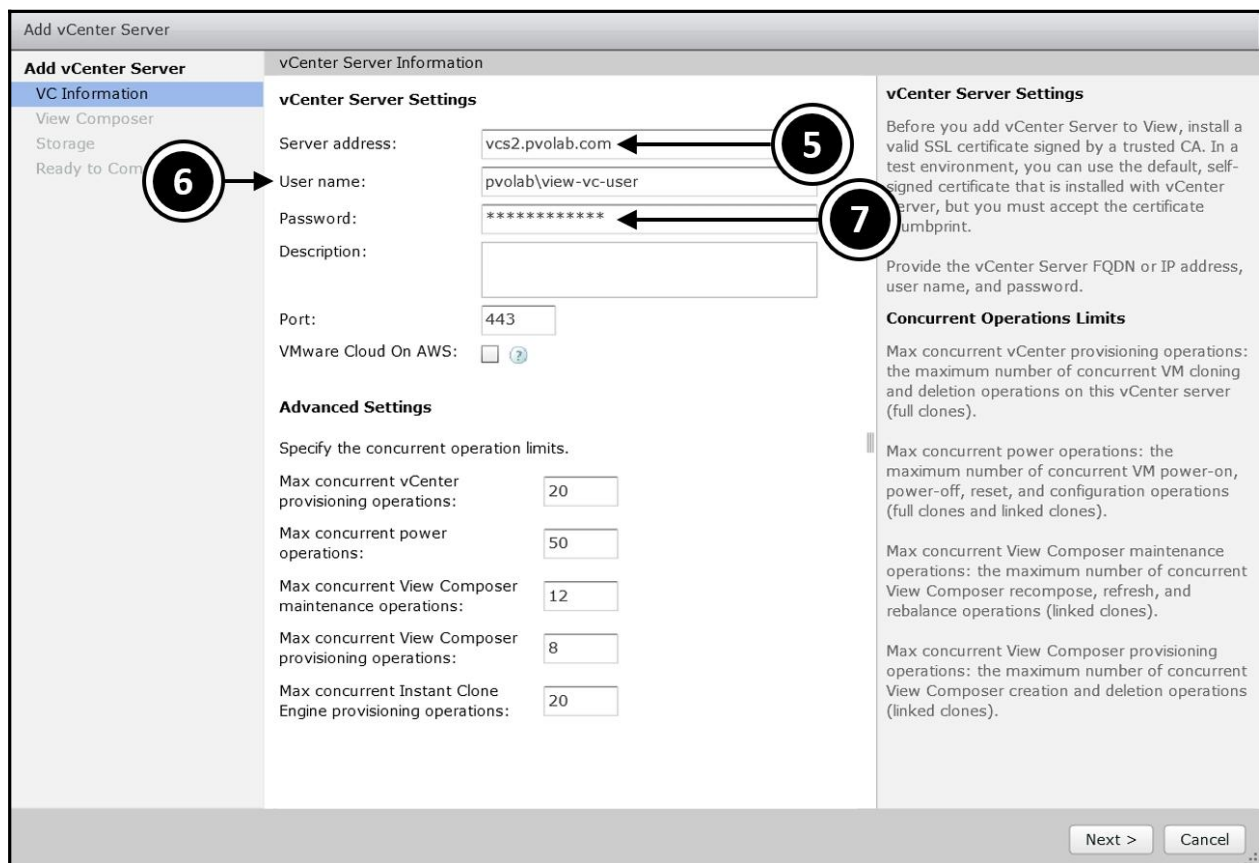 Add vCenter Server
Add vCenter Server
VC Information
View Composer
Storage
Ready to Com
6
vCenter Server Information
vCenter Server Settings
Server address:
vcs2.pvolab.com
5
User name:
pvolab\view-vc-user
Password:
************
7
Description:
Port:
443
VMware Cloud On AWS:
?
Advanced Settings
Specify the concurrent operation limits.
Max concurrent vCenter
provisioning operations:
20
Max concurrent power
operations:
50
Max concurrent View Composer
maintenance operations:
12
Max concurrent View Composer
provisioning operations:
8
Max concurrent Instant Clone
Engine provisioning operations:
20
vCenter Server Settings
Before you add vCenter Server to View, install a
valid SSL certificate signed by a trusted CA. In a
test environment, you can use the default, self-
signed certificate that is installed with vCenter
Server, but you must accept the certificate
umbprint.
Provide the vCenter Server FQDN or IP address,
user name, and password.
Concurrent Operations Limits
Max concurrent vCenter provisioning operations:
the maximum number of concurrent VM cloning
and deletion operations on this vCenter server
(full clones).
Max concurrent power operations: the
maximum number of concurrent VM power-on,
power-off, reset, and configuration operations
(full clones and linked clones).
Max concurrent View Composer maintenance
operations: the maximum number of concurrent
View Composer recompose, refresh, and
rebalance operations (linked clones).
Max concurrent View Composer provisioning
operations: the maximum number of concurrent
View Composer creation and deletion operations
(linked clones).
Next >
Cancel